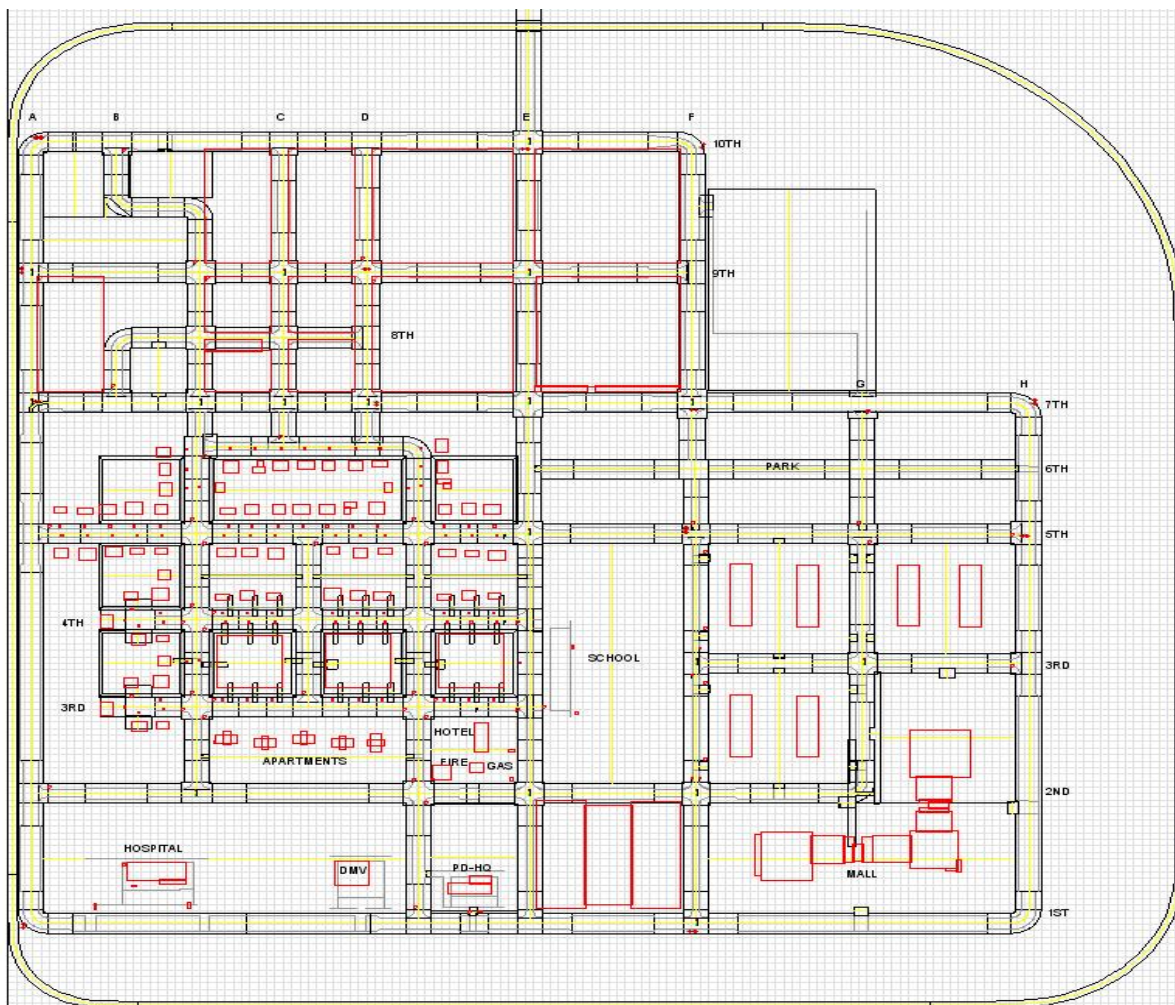 A B C D E F
10TH
9TH
8TH
G H
7TH
PARK 6TH
5TH
4TH
SCHOOL 3RD
3RD
HOTEL
APARTMENTS FIRE GAS
2ND
HOSPITAL
DMV PD-HQ
MALL
1ST